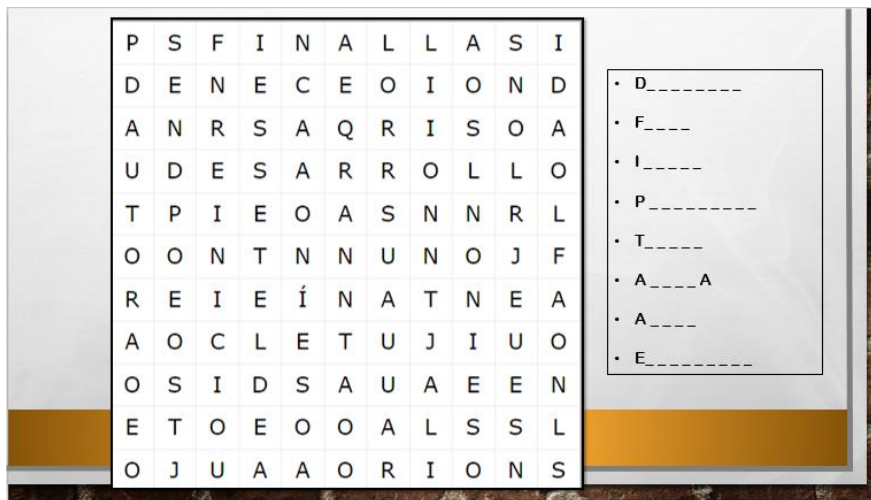 P S F I N A L L A S I
D E N E C E O I O N D
A N R S A Q R I S O A
U D E S A R R O L L O
T P I E O A S N N R L
O O N T N N U N O J F
R E I E Í N A T N E A
A O C L E T U J I U O
O S I D S A U A E E N
E T O E O O A L S S L
O J U A A O R I O N S
• D________
• F____
• I_____
• P_________
• T_____
• A____A
• A____
• E_________